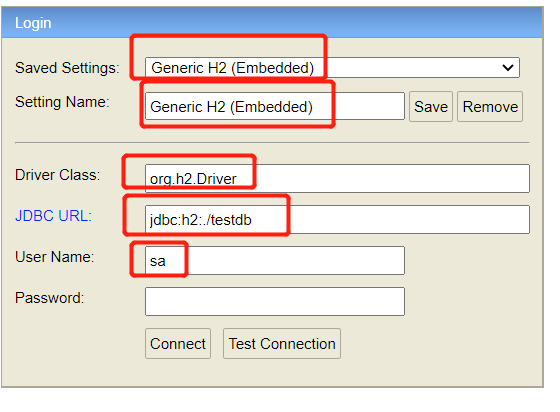 Login
Saved Settings: Generic H2 (Embedded)
Setting Name: Generic H2 (Embedded) Save Remove
Driver Class: org.h2.Driver
JDBC URL: jdbc:h2:./testdb
User Name: sa
Password:
Connect Test Connection